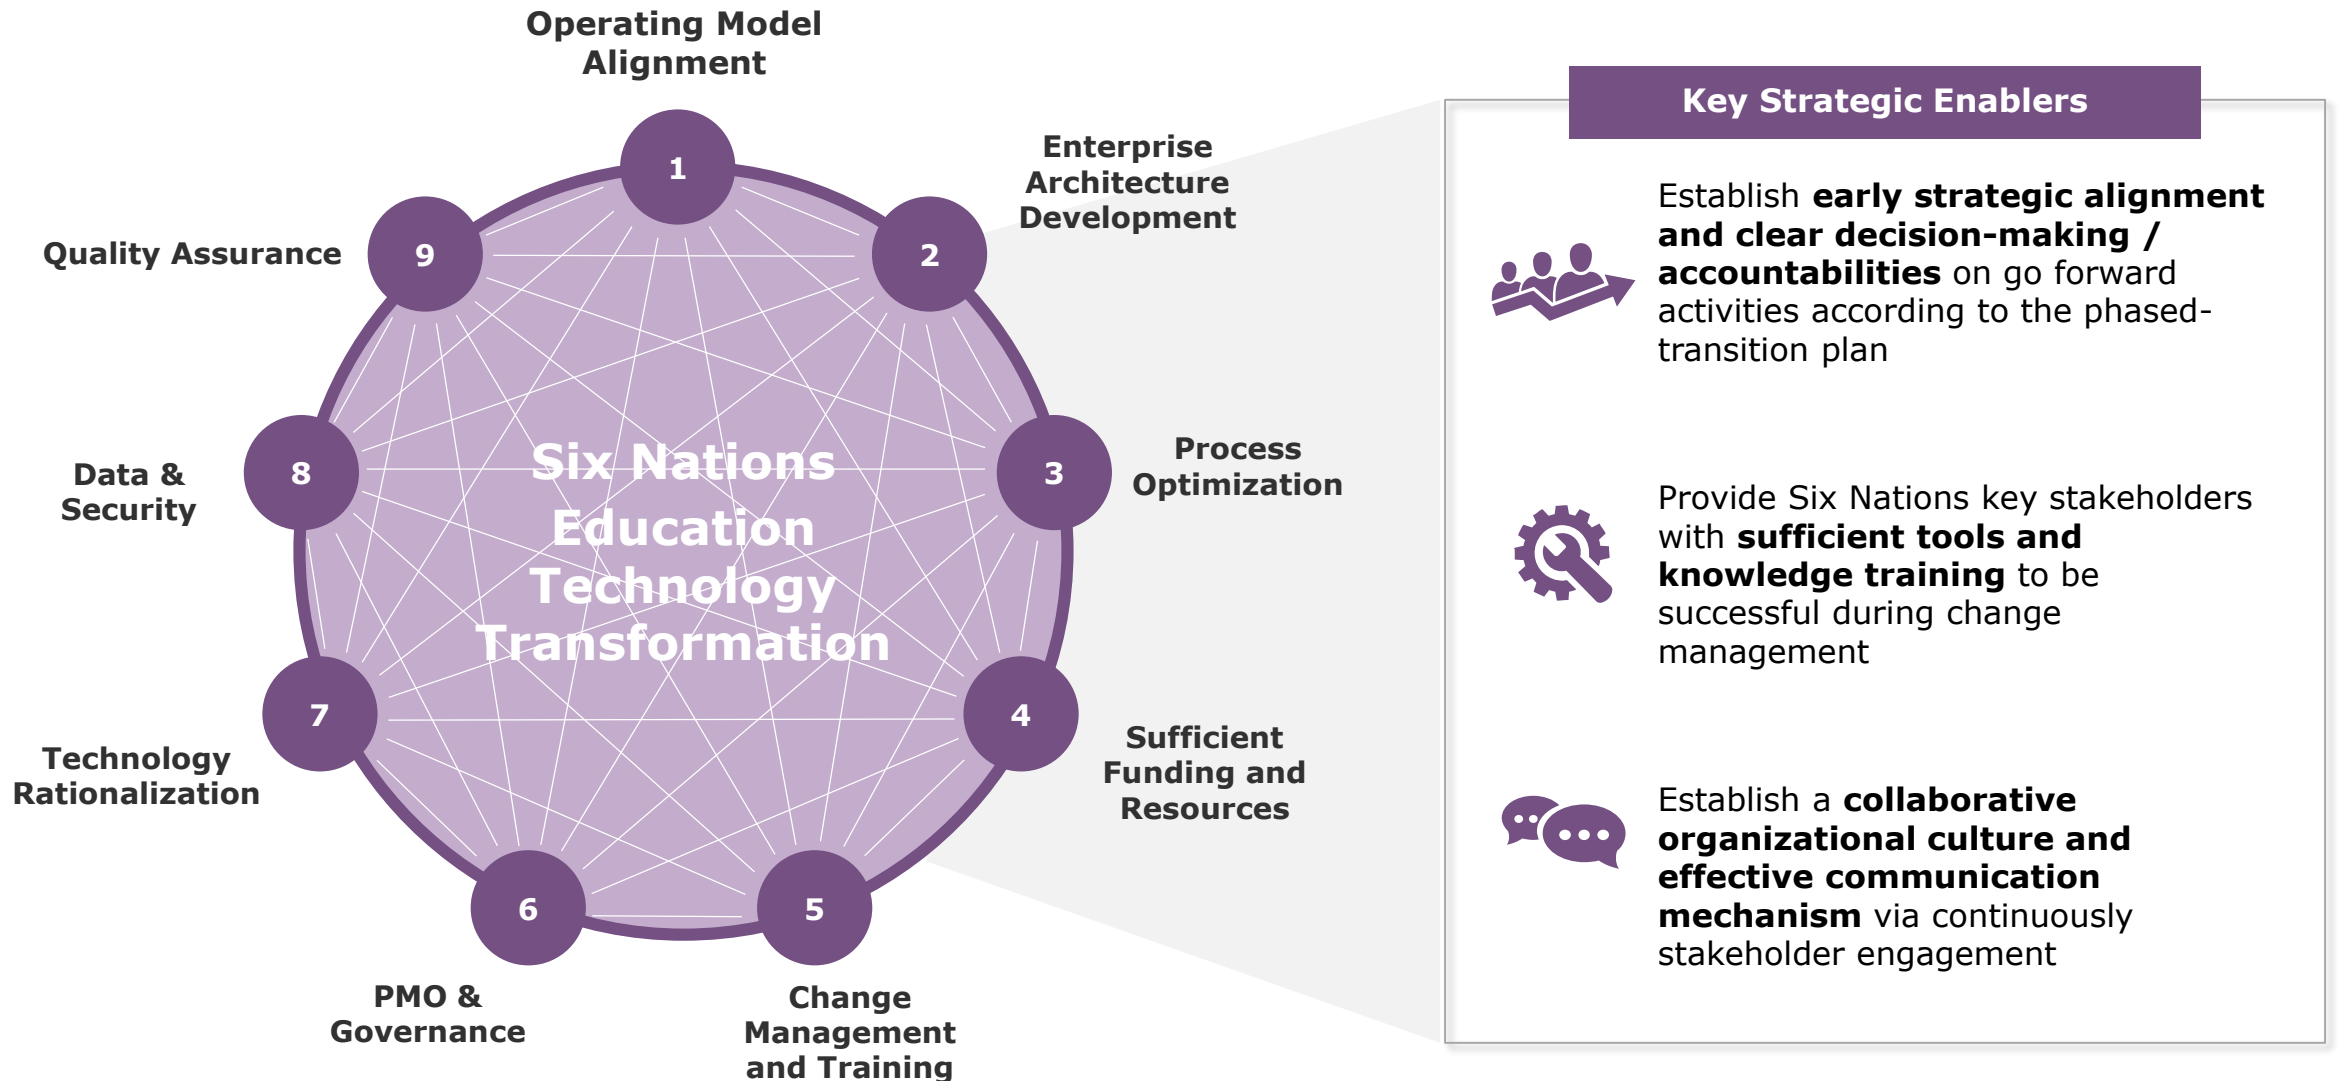 Operating Model
Alignment
1
Enterprise
Architecture
Development
2
Process
Optimization
3
Sufficient
Funding and
Resources
4
Change
Management
and Training
5
PMO &
Governance
6
Technology
Rationalization
7
Data &
Security
8
Quality Assurance
9
Six Nations
Education
Technology
Transformation
Key Strategic Enablers
Establish early strategic alignment
and clear decision-making /
accountabilities on go forward
activities according to the phased-
transition plan
Provide Six Nations key stakeholders
with sufficient tools and
knowledge training to be
successful during change
management
Establish a collaborative
organizational culture and
effective communication
mechanism via continuously
stakeholder engagement